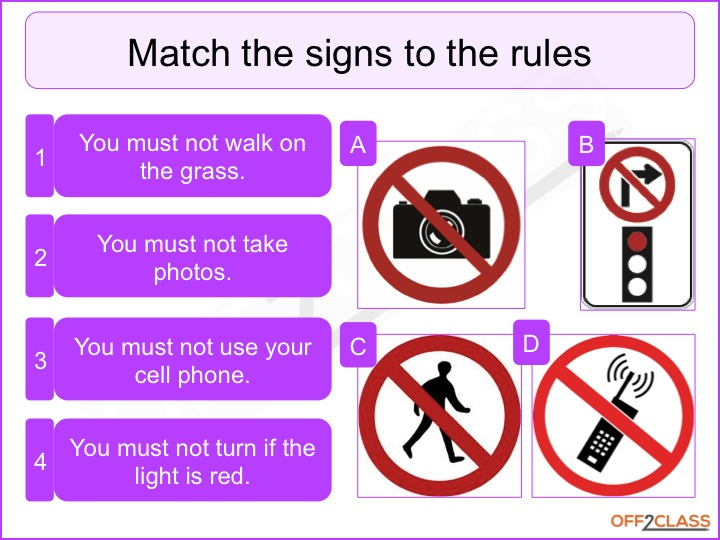 Match the signs to the rules
1
You must not walk on
the grass.
2
You must not take
photos.
3
You must not use your
cell phone.
4
You must not turn if the
light is red.
A
B
C
D
OFF2CLASS